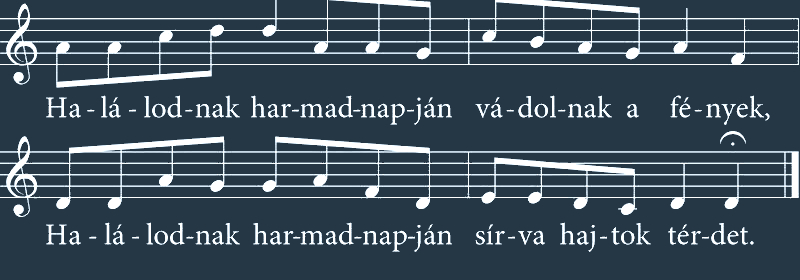 Ha - lá - lod-nak har-mad-nap-ján vá-dol-nak a fé-nyek,
Ha - lá - lod-nak har-mad-nap-ján sír-va haj-tok tér-det.